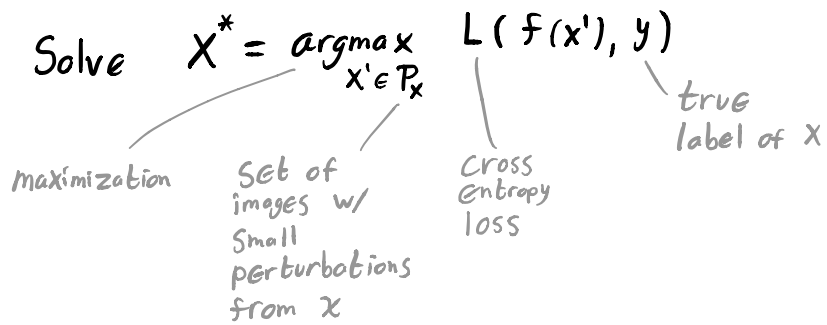 Solve X* = argmax L(f(x'), y)
x' ∈ Px
maximization
set of
images w/
small
perturbations
from x
cross
entropy
loss
true
label of x